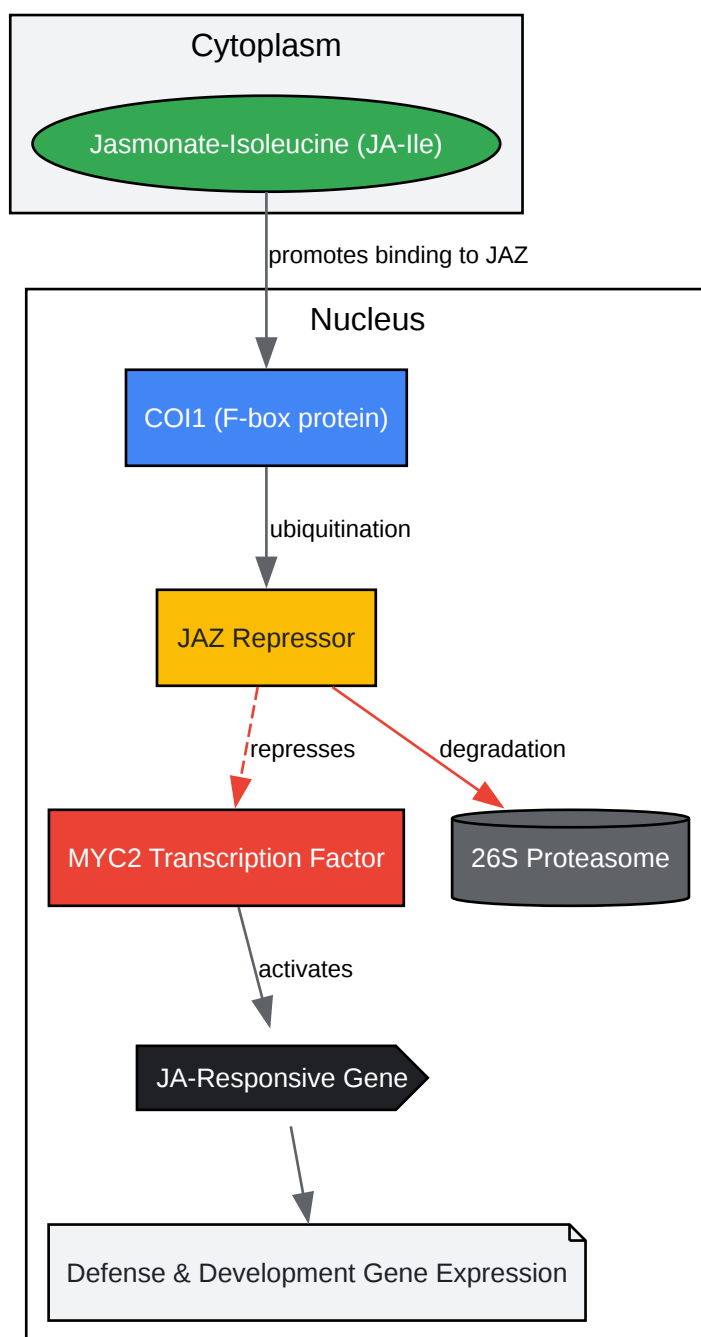 Cytoplasm
Jasmonate-Isoleucine (JA-Ile)
promotes binding to JAZ
Nucleus
COI1 (F-box protein)
ubiquitination
JAZ Repressor
represses
degradation
MYC2 Transcription Factor
26S Proteasome
activates
JA-Responsive Gene
Defense & Development Gene Expression